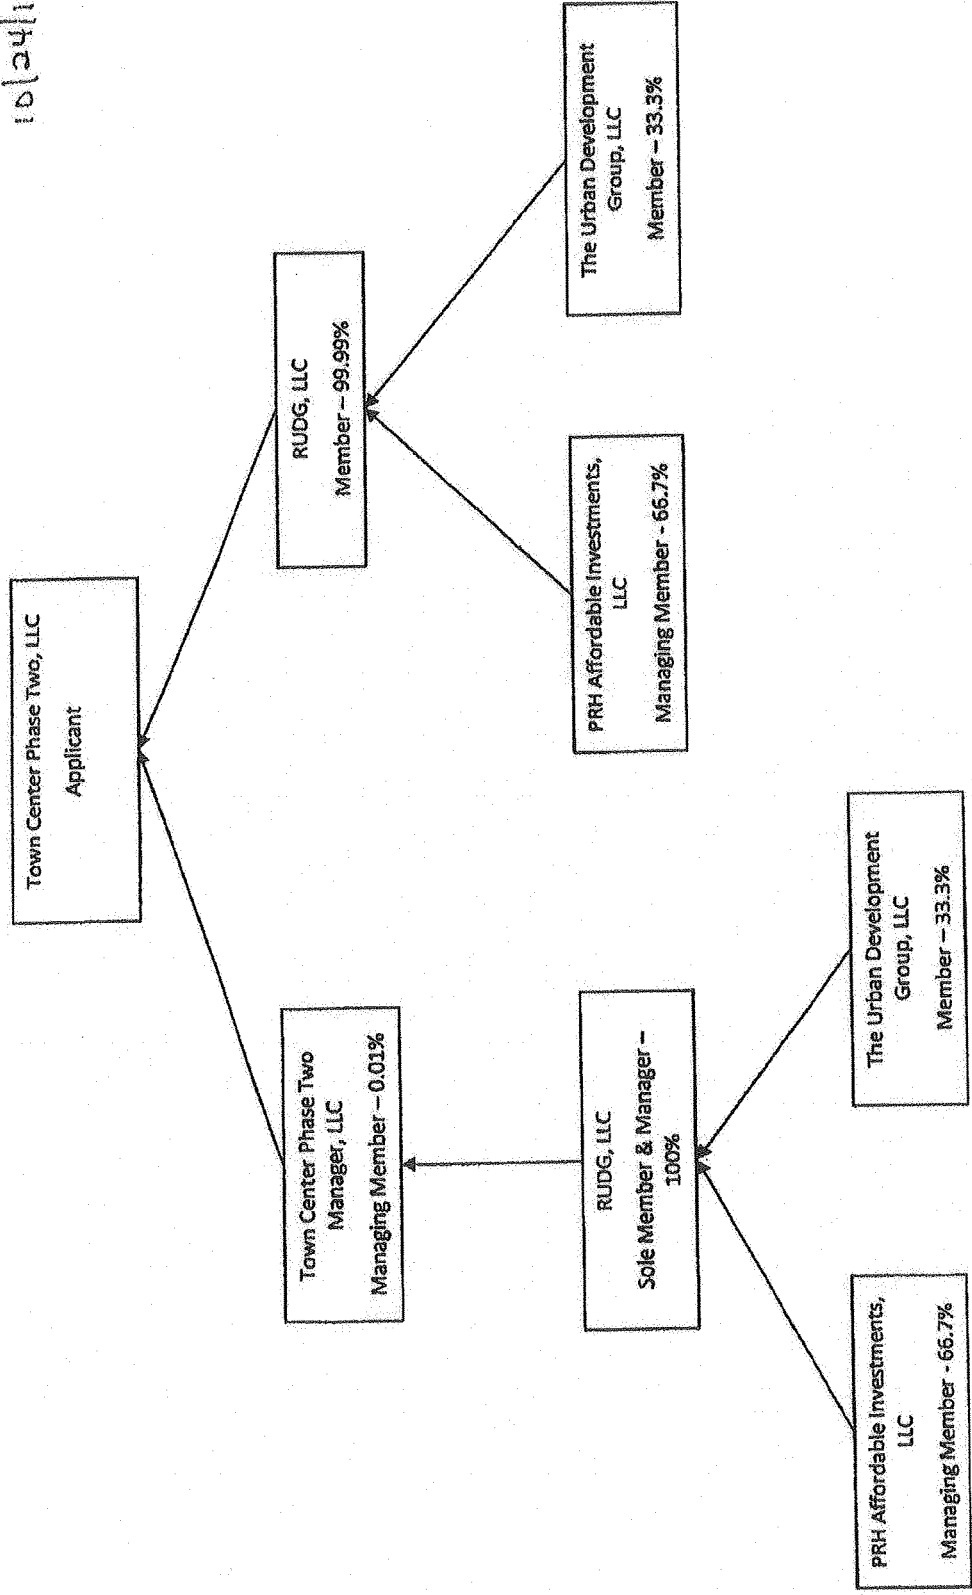 10/24/1
Town Center Phase Two, LLC
Applicant
Town Center Phase Two
Manager, LLC
Managing Member – 0.01%
RUDG, LLC
Member – 99.99%
RUDG, LLC
Sole Member & Manager –
100%
PRH Affordable Investments,
LLC
Managing Member - 66.7%
The Urban Development
Group, LLC
Member – 33.3%
PRH Affordable Investments,
LLC
Managing Member - 66.7%
The Urban Development
Group, LLC
Member – 33.3%